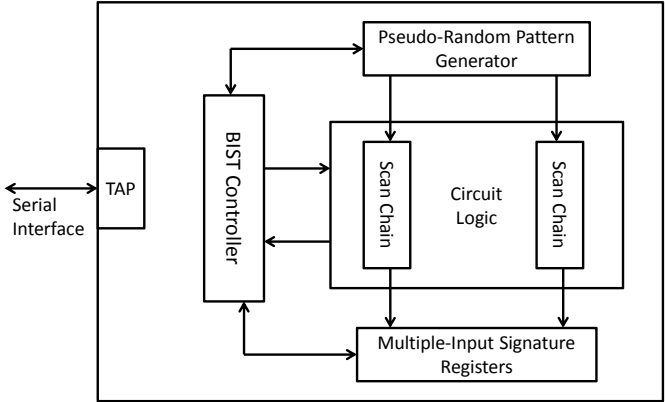 Pseudo-Random Pattern
Generator
BIST Controller
TAP
Serial
Interface
Scan Chain
Circuit
Logic
Scan Chain
Multiple-Input Signature
Registers